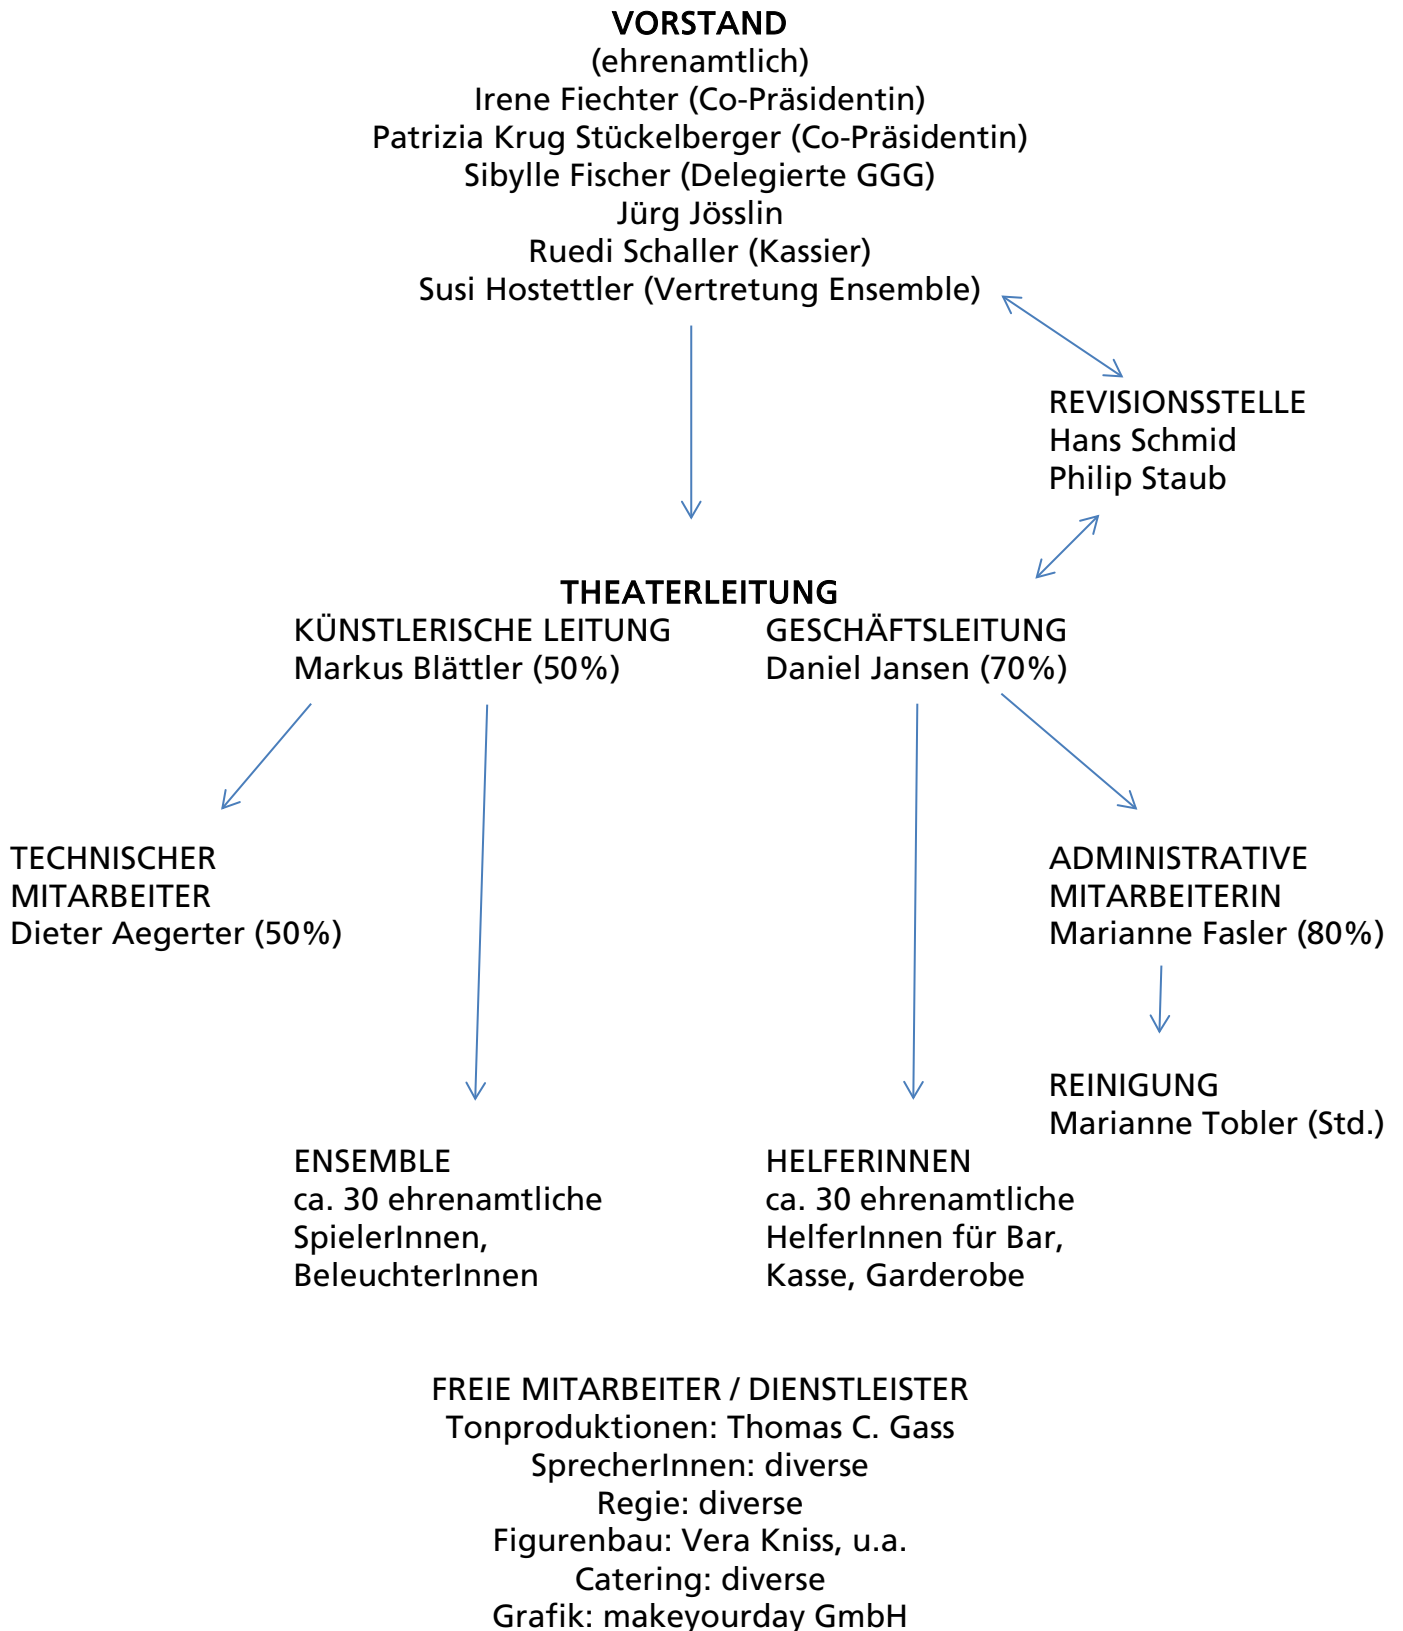 VORSTAND
(ehrenamtlich)
Irene Fiechter (Co-Präsidentin)
Patrizia Krug Stückelberger (Co-Präsidentin)
Sibylle Fischer (Delegierte GGG)
Jürg Jösslin
Ruedi Schaller (Kassier)
Susi Hostettler (Vertretung Ensemble)
REVISIONSSTELLE
Hans Schmid
Philip Staub
THEATERLEITUNG
KÜNSTLERISCHE LEITUNG
Markus Blättler (50%)
GESCHÄFTSLEITUNG
Daniel Jansen (70%)
TECHNISCHER
MITARBEITER
Dieter Aegerter (50%)
ADMINISTRATIVE
MITARBEITERIN
Marianne Fasler (80%)
REINIGUNG
Marianne Tobler (Std.)
ENSEMBLE
ca. 30 ehrenamtliche
SpielerInnen,
BeleuchterInnen
HELFERINNEN
ca. 30 ehrenamtliche
HelferInnen für Bar,
Kasse, Garderobe
FREIE MITARBEITER / DIENSTLEISTER
Tonproduktionen: Thomas C. Gass
SprecherInnen: diverse
Regie: diverse
Figurenbau: Vera Kniss, u.a.
Catering: diverse
Grafik: makeyourday GmbH